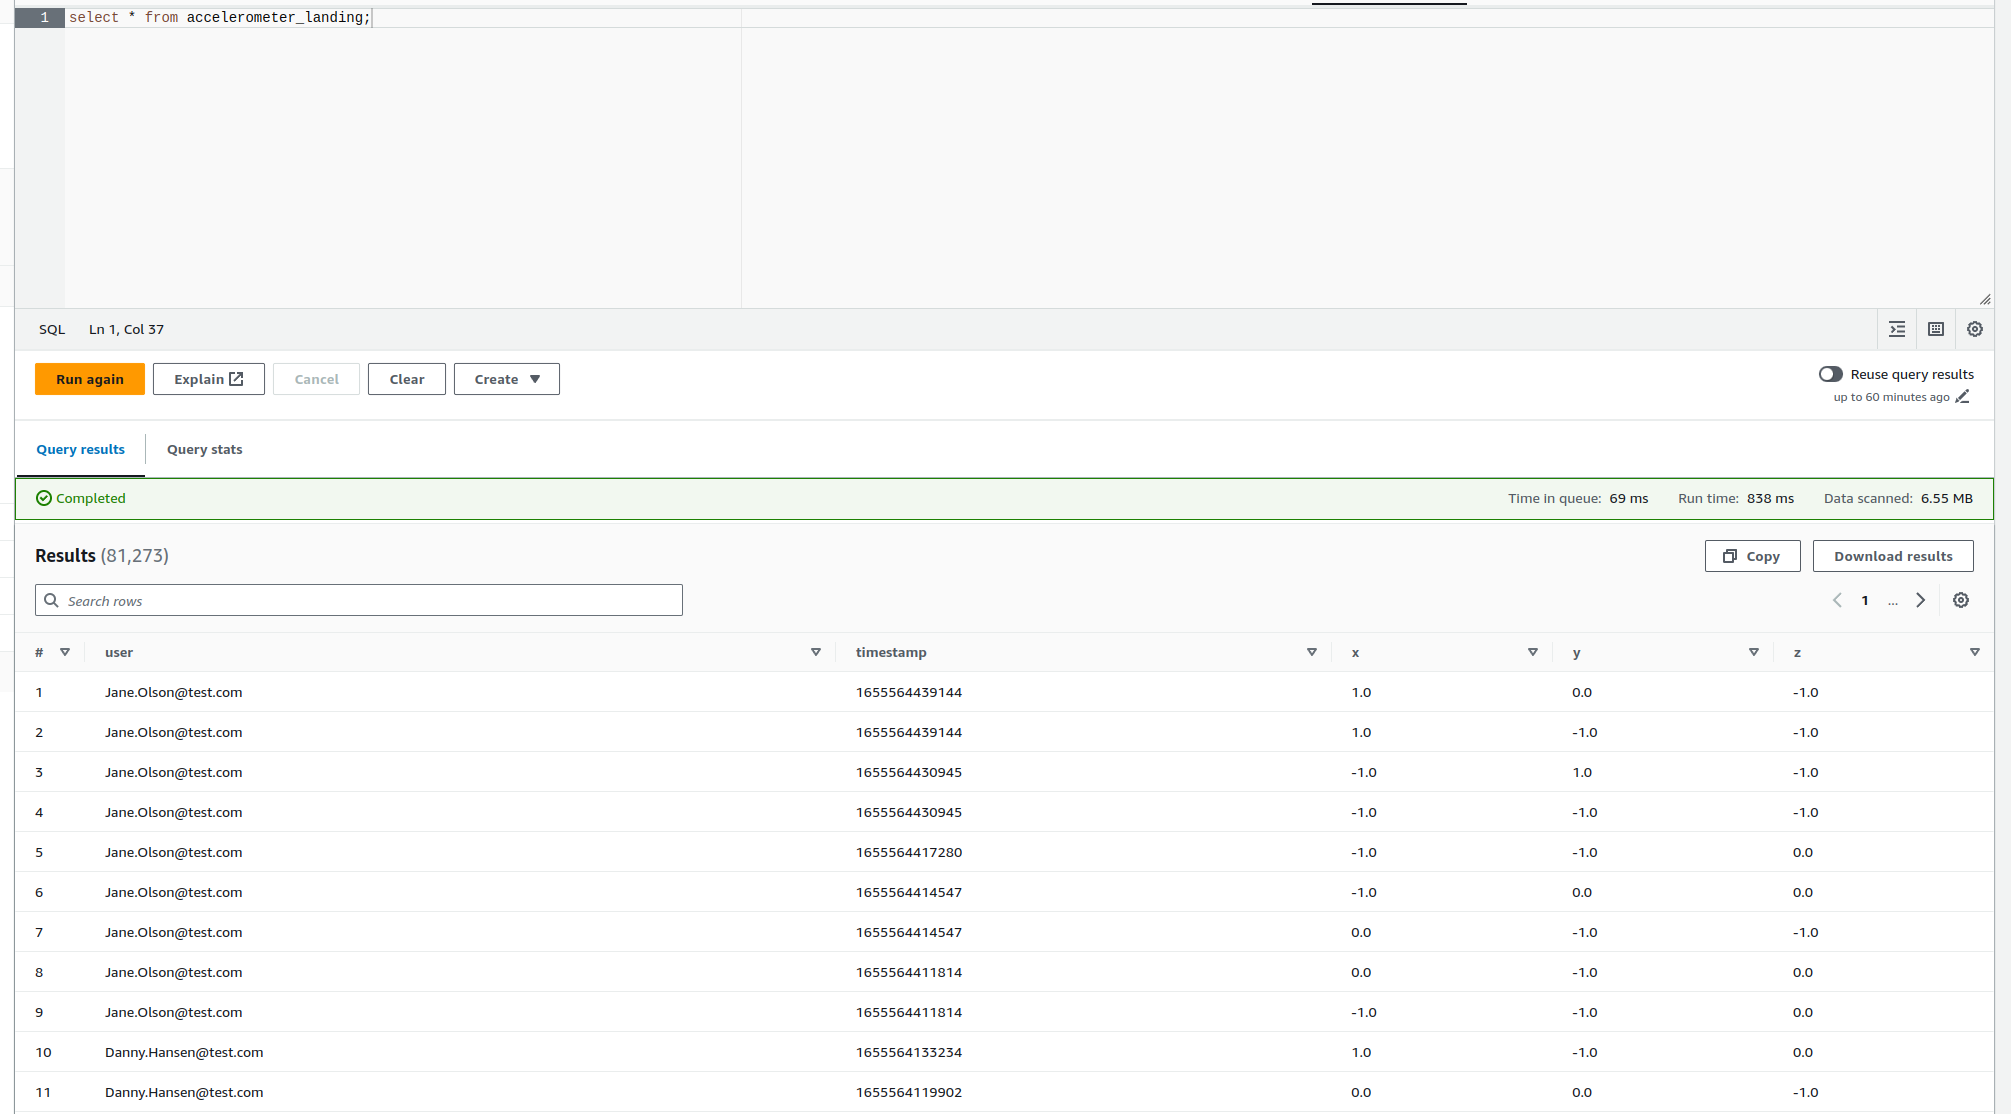 1 select * from accelerometer_landing;
SQL Ln 1, Col 37
Run again Explain Cancel Clear Create Reuse query results
up to 60 minutes ago
Query results Query stats
Completed Time in queue: 69 ms Run time: 838 ms Data scanned: 6.55 MB
Results (81,273) Copy Download results
Search rows 1 ...
# user timestamp x y z
1 Jane.Olson@test.com 1655564439144 1.0 0.0 -1.0
2 Jane.Olson@test.com 1655564439144 1.0 -1.0 -1.0
3 Jane.Olson@test.com 1655564430945 -1.0 1.0 -1.0
4 Jane.Olson@test.com 1655564430945 -1.0 -1.0 -1.0
5 Jane.Olson@test.com 1655564417280 -1.0 -1.0 0.0
6 Jane.Olson@test.com 1655564414547 -1.0 0.0 0.0
7 Jane.Olson@test.com 1655564414547 0.0 -1.0 -1.0
8 Jane.Olson@test.com 1655564411814 0.0 -1.0 0.0
9 Jane.Olson@test.com 1655564411814 -1.0 -1.0 0.0
10 Danny.Hansen@test.com 1655564133234 1.0 -1.0 0.0
11 Danny.Hansen@test.com 1655564119902 0.0 0.0 -1.0